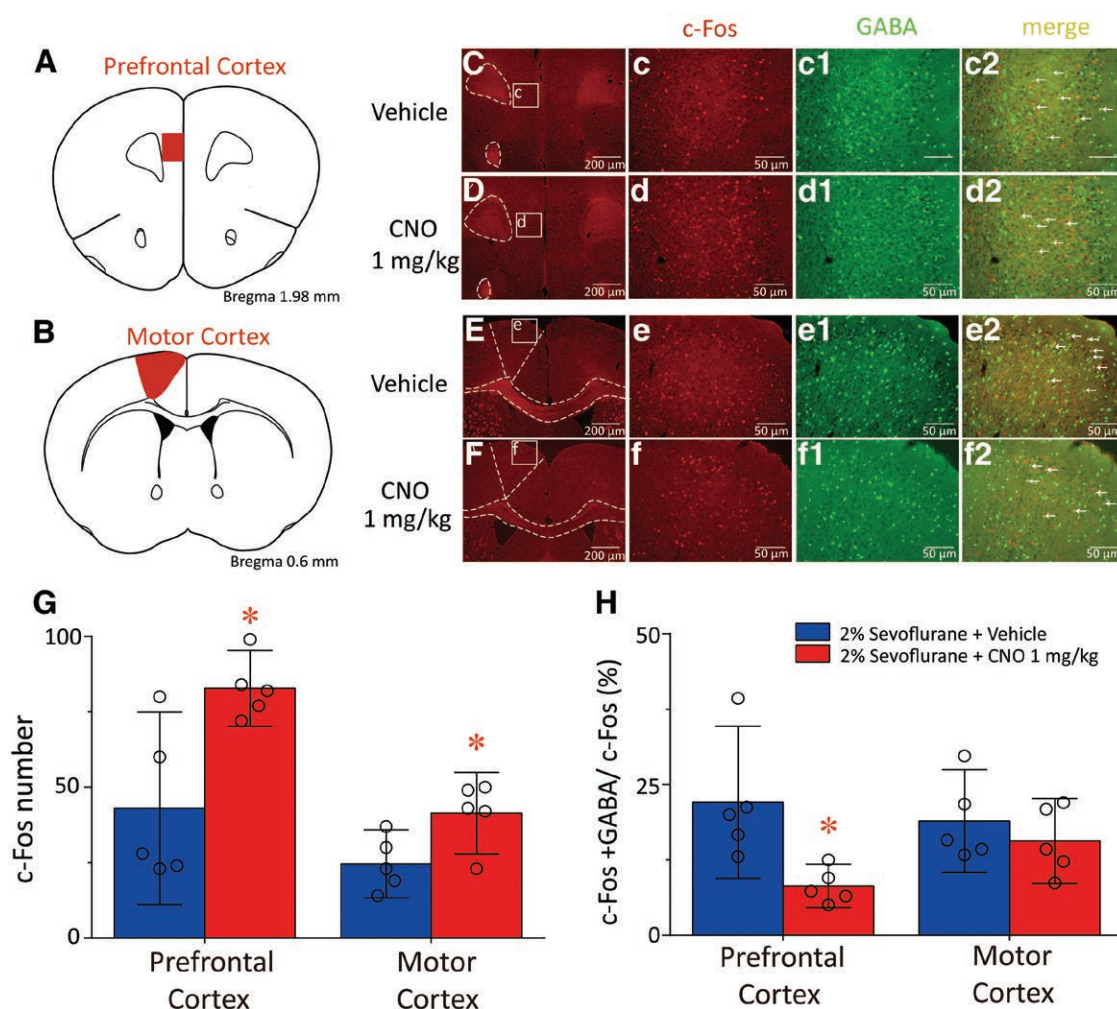 A
Prefrontal Cortex
Bregma 1.98 mm
B
Motor Cortex
Bregma 0.6 mm
c-Fos
GABA
merge
Vehicle
C
c
200 µm
c
50 µm
c1
c2
CNO
1 mg/kg
D
d
200 µm
d
50 µm
d1
50 µm
d2
50 µm
Vehicle
E
e
200 µm
e
50 µm
e1
50 µm
e2
50 µm
CNO
1 mg/kg
F
f
200 µm
f
50 µm
f1
50 µm
f2
50 µm
G
c-Fos number
100
50
0
*
*
Prefrontal
Cortex
Motor
Cortex
H
c-Fos +GABA/ c-Fos (%)
50
25
0
2% Sevoflurane + Vehicle
2% Sevoflurane + CNO 1 mg/kg
*
Prefrontal
Cortex
Motor
Cortex